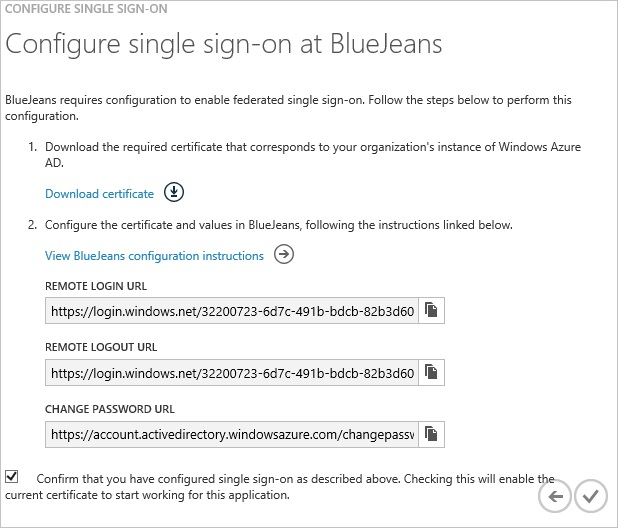 CONFIGURE SINGLE SIGN-ON
Configure single sign-on at BlueJeans
BlueJeans requires configuration to enable federated single sign-on. Follow the steps below to perform this
configuration.
1. Download the required certificate that corresponds to your organization's instance of Windows Azure
AD.
Download certificate
2. Configure the certificate and values in BlueJeans, following the instructions linked below.
View BlueJeans configuration instructions
REMOTE LOGIN URL
https://login.windows.net/32200723-6d7c-491b-bdcb-82b3d60
REMOTE LOGOUT URL
https://login.windows.net/32200723-6d7c-491b-bdcb-82b3d60
CHANGE PASSWORD URL
https://account.activedirectory.windowsazure.com/changepassw
Confirm that you have configured single sign-on as described above. Checking this will enable the
current certificate to start working for this application.